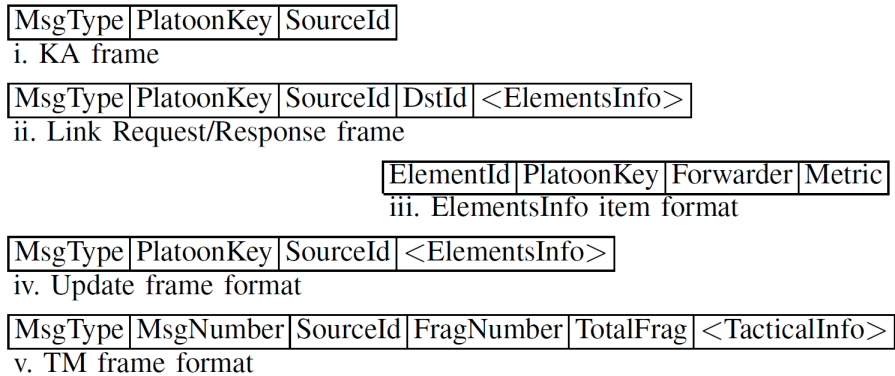 MsgType PlatoonKey SourceId
i. KA frame
MsgType PlatoonKey SourceId DstId <ElementsInfo>
ii. Link Request/Response frame
ElementId PlatoonKey Forwarder Metric
iii. ElementsInfo item format
MsgType PlatoonKey SourceId <ElementsInfo>
iv. Update frame format
MsgType MsgNumber SourceId FragNumber TotalFrag <TacticalInfo>
v. TM frame format